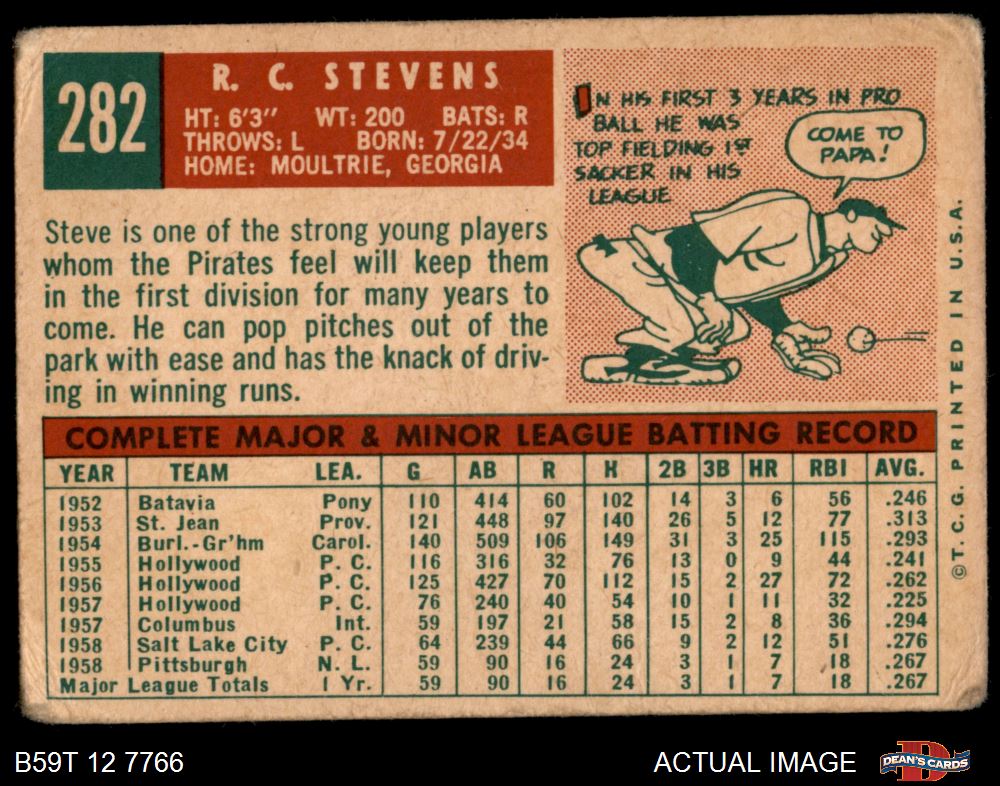 282
R. C. STEVENS
HT: 6'3" WT: 200 BATS: R
THROWS: L BORN: 7/22/34
HOME: MOULTRIE, GEORGIA
IN HIS FIRST 3 YEARS IN PRO
BALL HE WAS
TOP FIELDING 1ST
SACKER IN HIS
LEAGUE
COME TO
PAPA!
Steve is one of the strong young players
whom the Pirates feel will keep them
in the first division for many years to
come. He can pop pitches out of the
park with ease and has the knack of driv-
ing in winning runs.
COMPLETE MAJOR & MINOR LEAGUE BATTING RECORD
YEAR TEAM LEA. G AB R H 2B 3B HR RBI AVG.
1952 Batavia Pony 110 414 60 102 14 3 6 56 .246
1953 St. Jean Prov. 121 448 97 140 26 5 12 77 .313
1954 Burl.-Gr'hm Carol. 140 509 106 149 31 3 25 115 .293
1955 Hollywood P. C. 116 316 32 76 13 0 9 44 .241
1956 Hollywood P. C. 125 427 70 112 15 2 27 72 .262
1957 Hollywood P. C. 76 240 40 54 10 1 11 32 .225
1957 Columbus Int. 59 197 21 58 15 2 8 36 .294
1958 Salt Lake City P. C. 64 239 44 66 9 2 12 51 .276
1958 Pittsburgh N. L. 59 90 16 24 3 1 7 18 .267
Major League Totals 1 Yr. 59 90 16 24 3 1 7 18 .267
©T. C. G. PRINTED IN U.S.A.
B59T 12 7766
ACTUAL IMAGE
D
DEAN'S CARDS